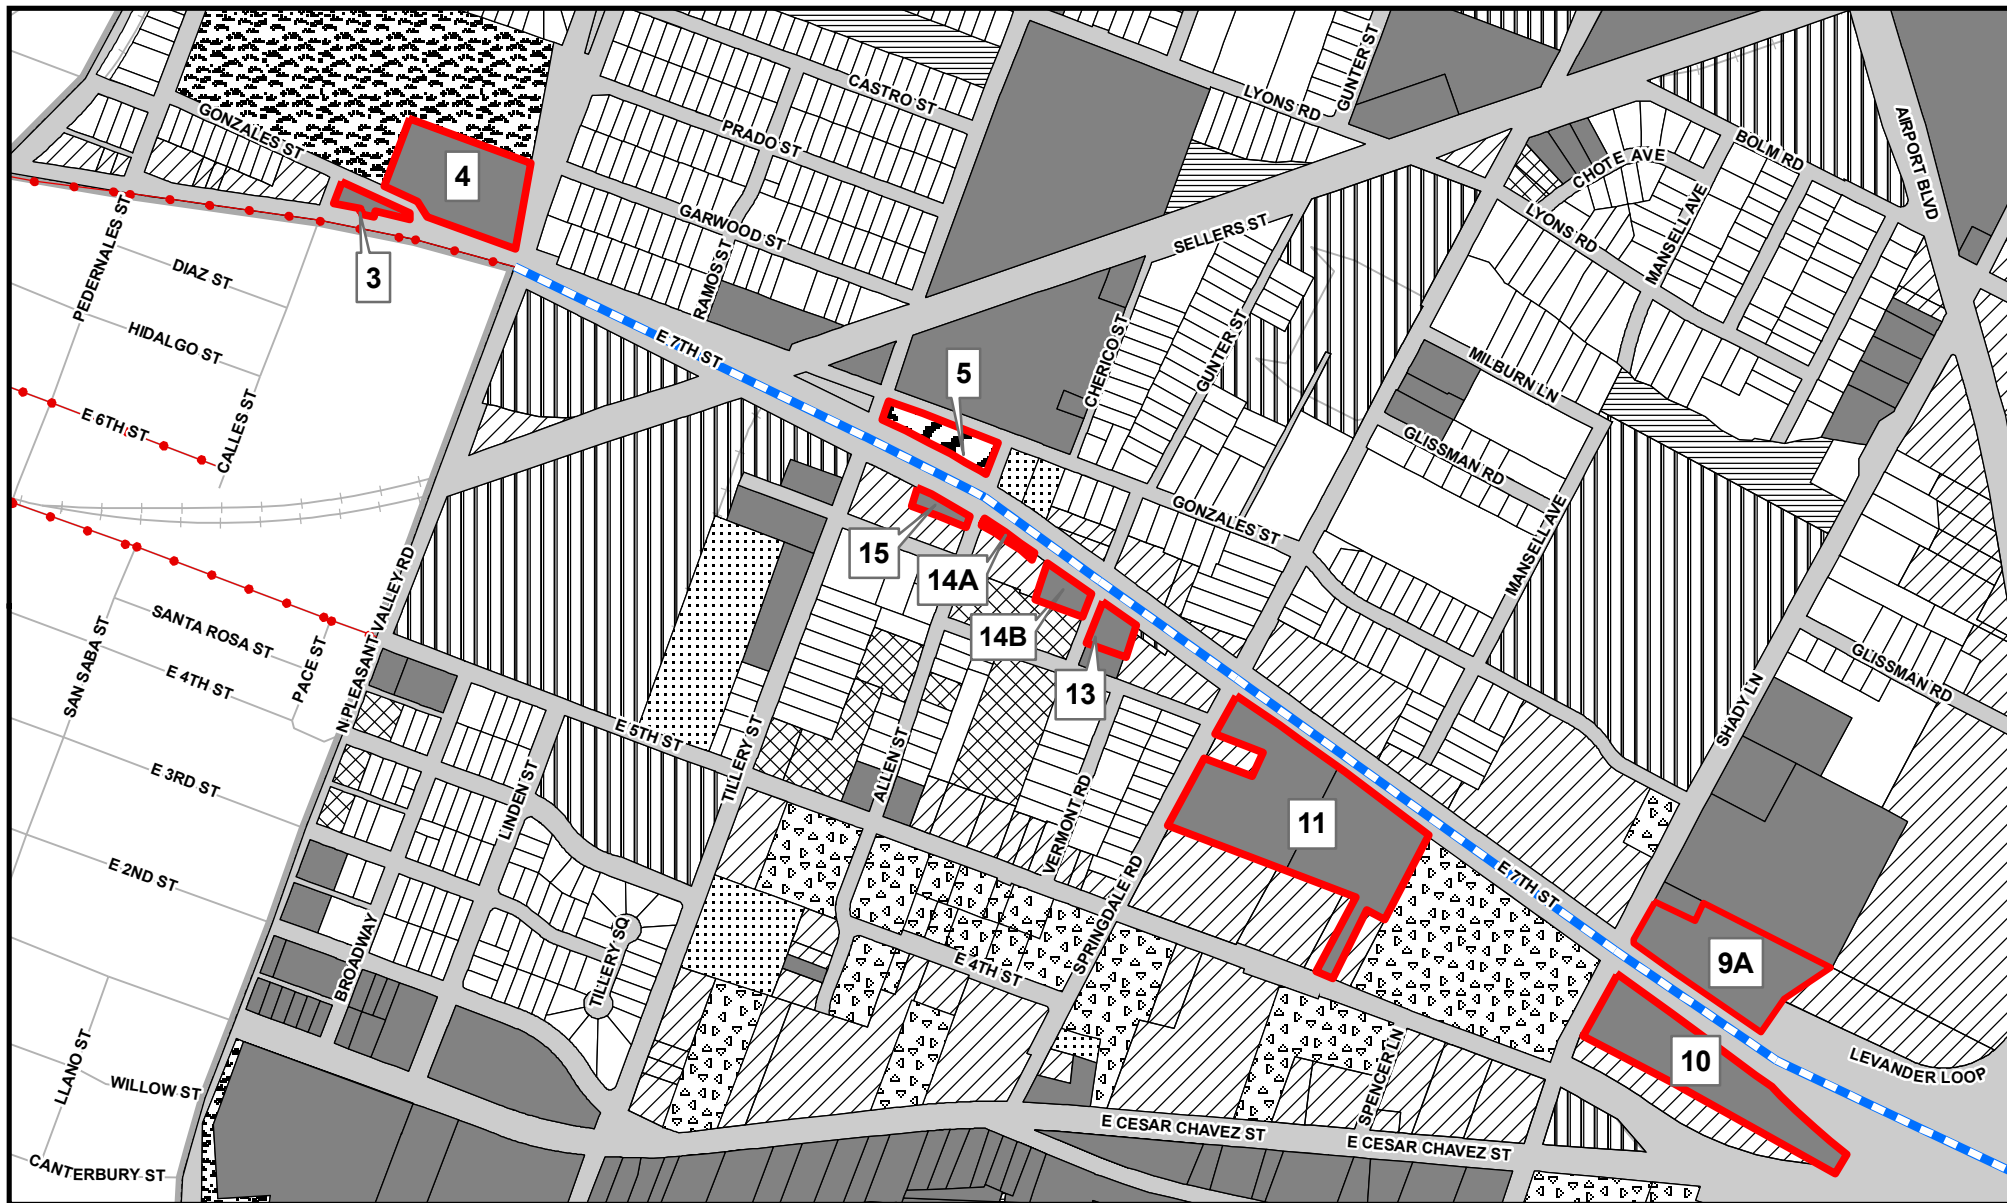 GUNTER ST
CASTRO ST
LYONS RD
GONZALES ST
PRADO ST
BOLM RD
AIRPORT BLVD
CHOTE AVE
4
GARWOOD ST
MANSELL AVE
LYONS RD
SELLERS ST
PEDERNALES ST
DIAZ ST
3
RAMOS ST
HIDALGO ST
E 7TH ST
CHERICO ST
GUNTER ST
5
MILBURN LN
E 6TH ST
CALLES ST
GLISSMAN RD
GONZALES ST
MANSELL AVE
15
14A
N PLEASANT VALLEY RD
SANTA ROSA ST
14B
SAN SABA ST
E 4TH ST
PACE ST
13
GLISSMAN RD
SHADY LN
E 5TH ST
TILLERY ST
E 3RD ST
ALLEN ST
LINDEN ST
VERMONT RD
11
E 2ND ST
E 7TH ST
SPRINGDALE RD
BROADWAY
TILLERY SQ
E 4TH ST
9A
LLANO ST
WILLOW ST
SPENCER LN
10
LEVANDER LOOP
E CESAR CHAVEZ ST
E CESAR CHAVEZ ST
CANTERBURY ST